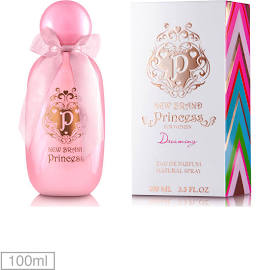 P
NEW BRAND
Princess
P
NEW BRAND
Princess
FOR WOMEN
Dreaming
EAU DE PARFUM
NATURAL SPRAY
100 ML 3.3 FL.OZ
100ml